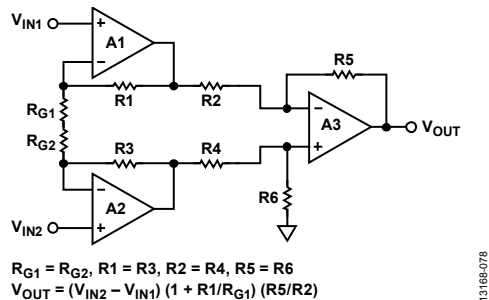 V_IN1
A1
R1
R2
R5
R_G1
R_G2
A3
V_OUT
R3
R4
A2
R6
V_IN2
R_G1 = R_G2, R1 = R3, R2 = R4, R5 = R6
V_OUT = (V_IN2 – V_IN1) (1 + R1/R_G1) (R5/R2)
13168-078